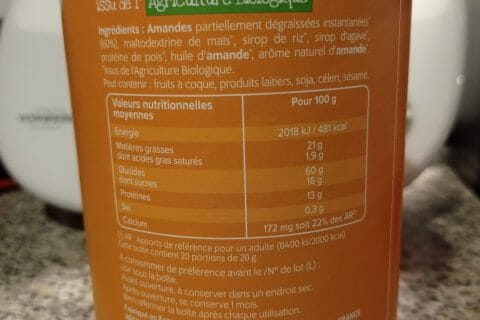 issu de l'Agriculture Biologique
Ingrédients : Amandes partiellement dégraissées instantanées*
(60%), maltodextrine de maïs*, sirop de riz*, sirop d'agave*,
protéine de pois*, huile d'amande*, arôme naturel d'amande*.
*Issus de l'Agriculture Biologique.
Peut contenir : fruits à coque, produits laitiers, soja, céleri, sésame.
Valeurs nutritionnelles Pour 100 g
moyennes
Energie 2018 kJ / 481 kcal
Matières grasses 21 g
dont acides gras saturés 1,9 g
Glucides 60 g
dont sucres 16 g
Protéines 13 g
Sel 0,3 g
Calcium 172 mg soit 22% des AR(1)
(1) AR : Apports de référence pour un adulte (8400 kJ/2000 kcal)
Cette boîte contient 20 portions de 20 g.
A consommer de préférence avant le /N° de lot (L) :
voir sous la boîte.
Avant ouverture, à conserver dans un endroit sec.
Après ouverture, se conserve 1 mois.
Bien refermer la boîte après chaque utilisation.
Fabriqué en
FRANCE